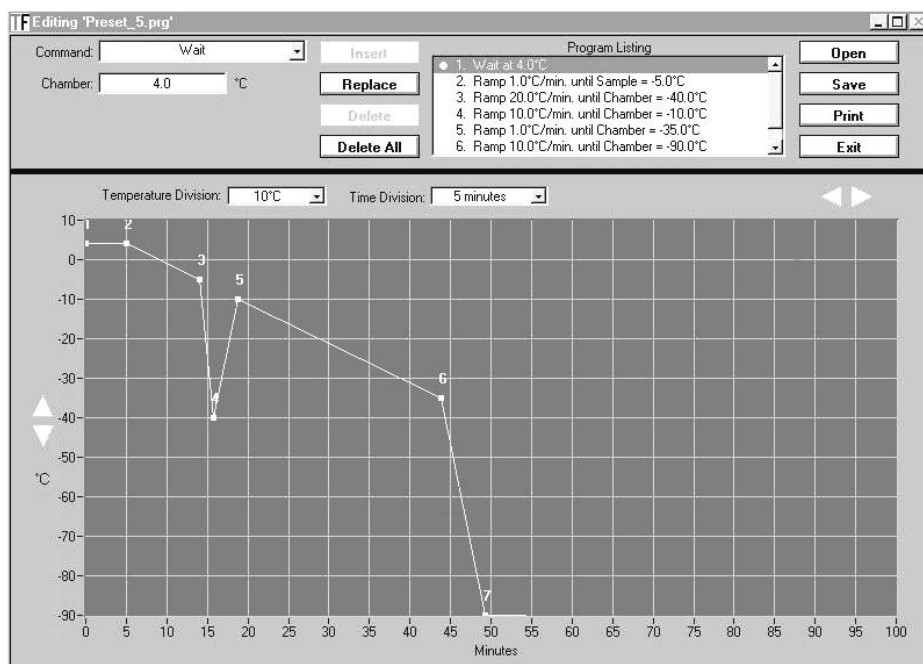 TF Editing 'Preset_5.prg'
Command: Wait
Chamber: 4.0 °C
Insert
Replace
Delete
Delete All
Program Listing
1. Wait at 4.0°C
2. Ramp 1.0°C/min. until Sample = -5.0°C
3. Ramp 20.0°C/min. until Chamber = -40.0°C
4. Ramp 10.0°C/min. until Chamber = -10.0°C
5. Ramp 1.0°C/min. until Chamber = -35.0°C
6. Ramp 10.0°C/min. until Chamber = -90.0°C
Open
Save
Print
Exit
Temperature Division: 10°C Time Division: 5 minutes
10
0
-10
-20
-30
-40
-50
-60
-70
-80
-90
°C
1 2 3 4 5 6 7
0 5 10 15 20 25 30 35 40 45 50 55 60 65 70 75 80 85 90 95 100
Minutes